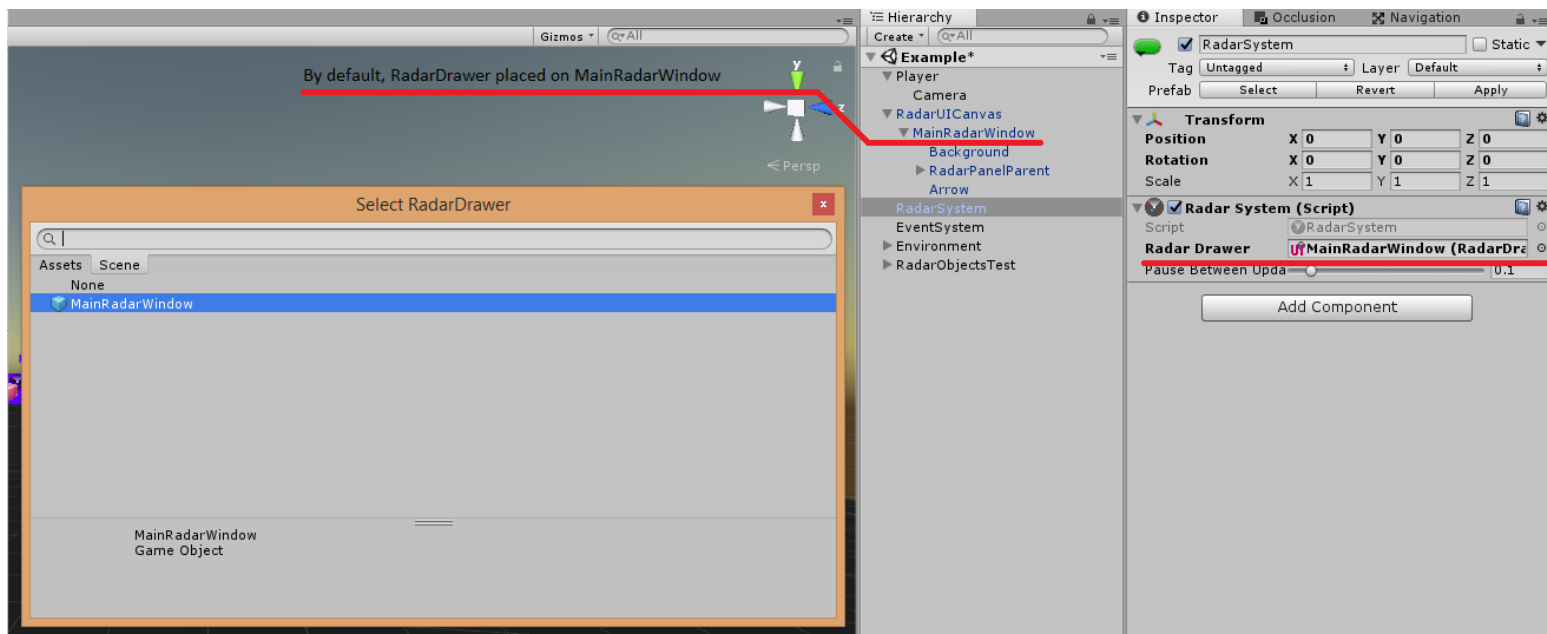 Gizmos
All
By default, RadarDrawer placed on MainRadarWindow
y
z
Persp
Select RadarDrawer
x
Assets Scene
None
MainRadarWindow
MainRadarWindow
Game Object
Hierarchy
Create All
Example*
Player
Camera
RadarUICanvas
MainRadarWindow
Background
RadarPanelParent
Arrow
RadarSystem
EventSystem
Environment
RadarObjectsTest
Inspector Occlusion Navigation
RadarSystem Static
Tag Untagged Layer Default
Prefab Select Revert Apply
Transform
Position X 0 Y 0 Z 0
Rotation X 0 Y 0 Z 0
Scale X 1 Y 1 Z 1
Radar System (Script)
Script RadarSystem
Radar Drawer MainRadarWindow (RadarDra
Pause Between Upda 0.1
Add Component